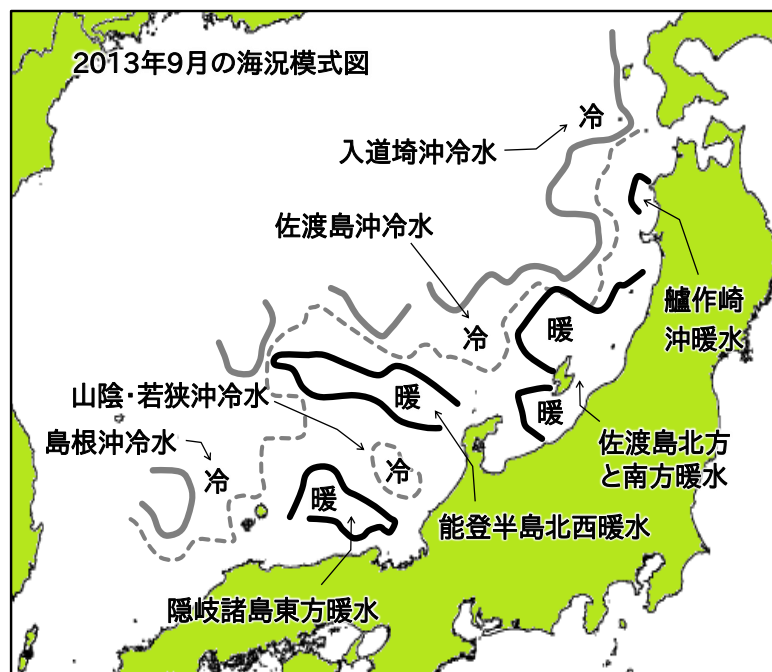 2013年9月の海況模式図
冷
入道埼沖冷水
佐渡島沖冷水
艫作崎
沖暖水
暖
冷
山陰・若狭沖冷水
暖
暖
島根沖冷水
佐渡島北方
と南方暖水
冷
冷
暖
能登半島北西暖水
隠岐諸島東方暖水